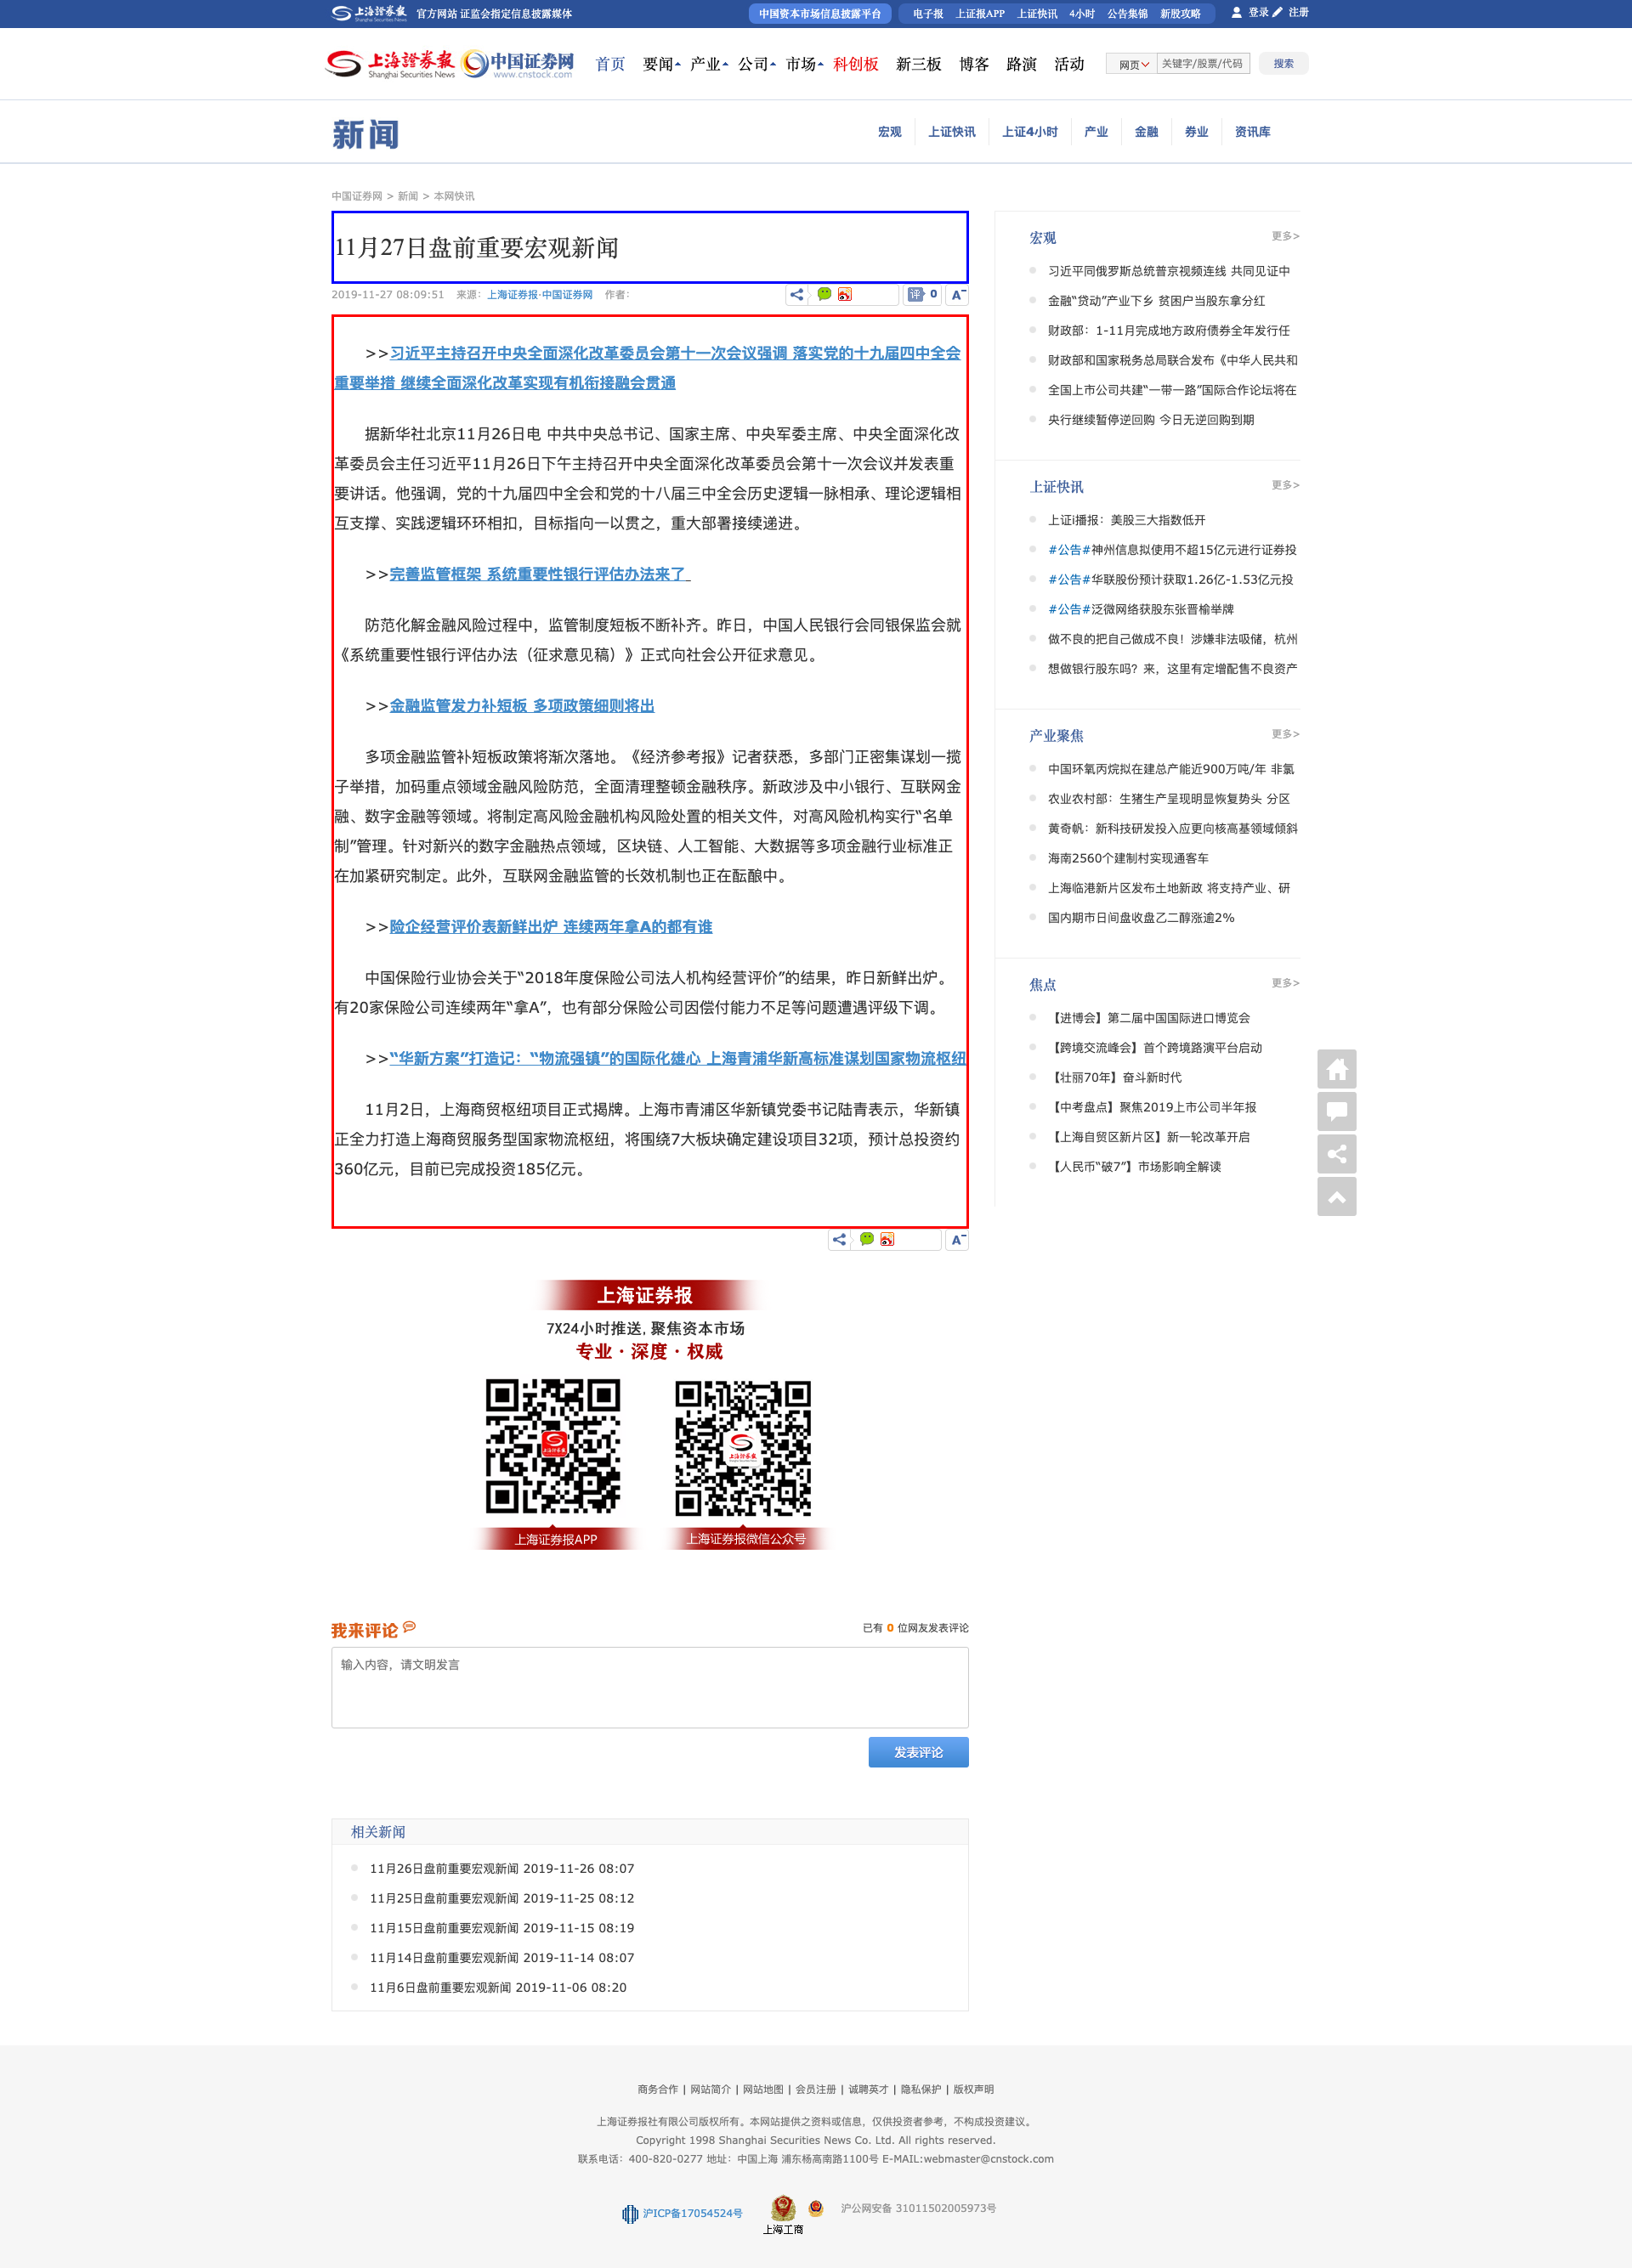 上海證券報 官方网站 证监会指定信息披露媒体
中国资本市场信息披露平台 电子报 上证报APP 上证快讯 4小时 公告集锦 新股攻略 登录 注册
上海證券報 Shanghai Securities News 中国证券网 www.cnstock.com
首页 要闻 产业 公司 市场 科创板 新三板 博客 路演 活动 网页 关键字/股票/代码 搜索
新闻
宏观 上证快讯 上证4小时 产业 金融 券业 资讯库
中国证券网 > 新闻 > 本网快讯
11月27日盘前重要宏观新闻
2019-11-27 08:09:51 来源：上海证券报·中国证券网 作者：
评 0 A-
>>习近平主持召开中央全面深化改革委员会第十一次会议强调 落实党的十九届四中全会
重要举措 继续全面深化改革实现有机衔接融会贯通
据新华社北京11月26日电 中共中央总书记、国家主席、中央军委主席、中央全面深化改
革委员会主任习近平11月26日下午主持召开中央全面深化改革委员会第十一次会议并发表重
要讲话。他强调，党的十九届四中全会和党的十八届三中全会历史逻辑一脉相承、理论逻辑相
互支撑、实践逻辑环环相扣，目标指向一以贯之，重大部署接续递进。
>>完善监管框架 系统重要性银行评估办法来了
防范化解金融风险过程中，监管制度短板不断补齐。昨日，中国人民银行会同银保监会就
《系统重要性银行评估办法（征求意见稿）》正式向社会公开征求意见。
>>金融监管发力补短板 多项政策细则将出
多项金融监管补短板政策将渐次落地。《经济参考报》记者获悉，多部门正密集谋划一揽
子举措，加码重点领域金融风险防范，全面清理整顿金融秩序。新政涉及中小银行、互联网金
融、数字金融等领域。将制定高风险金融机构风险处置的相关文件，对高风险机构实行“名单
制”管理。针对新兴的数字金融热点领域，区块链、人工智能、大数据等多项金融行业标准正
在加紧研究制定。此外，互联网金融监管的长效机制也正在酝酿中。
>>险企经营评价表新鲜出炉 连续两年拿A的都有谁
中国保险行业协会关于“2018年度保险公司法人机构经营评价”的结果，昨日新鲜出炉。
有20家保险公司连续两年“拿A”，也有部分保险公司因偿付能力不足等问题遭遇评级下调。
>>“华新方案”打造记：“物流强镇”的国际化雄心 上海青浦华新高标准谋划国家物流枢纽
11月2日，上海商贸枢纽项目正式揭牌。上海市青浦区华新镇党委书记陆青表示，华新镇
正全力打造上海商贸服务型国家物流枢纽，将围绕7大板块确定建设项目32项，预计总投资约
360亿元，目前已完成投资185亿元。
A-
上海证券报
7X24小时推送，聚焦资本市场
专业·深度·权威
上海证券报APP
上海证券报微信公众号
我来评论
已有 0 位网友发表评论
输入内容，请文明发言
发表评论
相关新闻
11月26日盘前重要宏观新闻 2019-11-26 08:07
11月25日盘前重要宏观新闻 2019-11-25 08:12
11月15日盘前重要宏观新闻 2019-11-15 08:19
11月14日盘前重要宏观新闻 2019-11-14 08:07
11月6日盘前重要宏观新闻 2019-11-06 08:20
宏观 更多>
习近平同俄罗斯总统普京视频连线 共同见证中
金融“贷动”产业下乡 贫困户当股东拿分红
财政部：1-11月完成地方政府债券全年发行任
财政部和国家税务总局联合发布《中华人民共和
全国上市公司共建“一带一路”国际合作论坛将在
央行继续暂停逆回购 今日无逆回购到期
上证快讯 更多>
上证i播报：美股三大指数低开
#公告#神州信息拟使用不超15亿元进行证券投
#公告#华联股份预计获取1.26亿-1.53亿元投
#公告#泛微网络获股东张晋榆举牌
做不良的把自己做成不良！涉嫌非法吸储，杭州
想做银行股东吗？来，这里有定增配售不良资产
产业聚焦 更多>
中国环氧丙烷拟在建总产能近900万吨/年 非氯
农业农村部：生猪生产呈现明显恢复势头 分区
黄奇帆：新科技研发投入应更向核高基领域倾斜
海南2560个建制村实现通客车
上海临港新片区发布土地新政 将支持产业、研
国内期市日间盘收盘乙二醇涨逾2%
焦点 更多>
【进博会】第二届中国国际进口博览会
【跨境交流峰会】首个跨境路演平台启动
【壮丽70年】奋斗新时代
【中考盘点】聚焦2019上市公司半年报
【上海自贸区新片区】新一轮改革开启
【人民币“破7”】市场影响全解读
商务合作 | 网站简介 | 网站地图 | 会员注册 | 诚聘英才 | 隐私保护 | 版权声明
上海证券报社有限公司版权所有。本网站提供之资料或信息，仅供投资者参考，不构成投资建议。
Copyright 1998 Shanghai Securities News Co. Ltd. All rights reserved.
联系电话：400-820-0277 地址：中国上海 浦东杨高南路1100号 E-MAIL:webmaster@cnstock.com
沪ICP备17054524号 上海工商 沪公网安备 31011502005973号